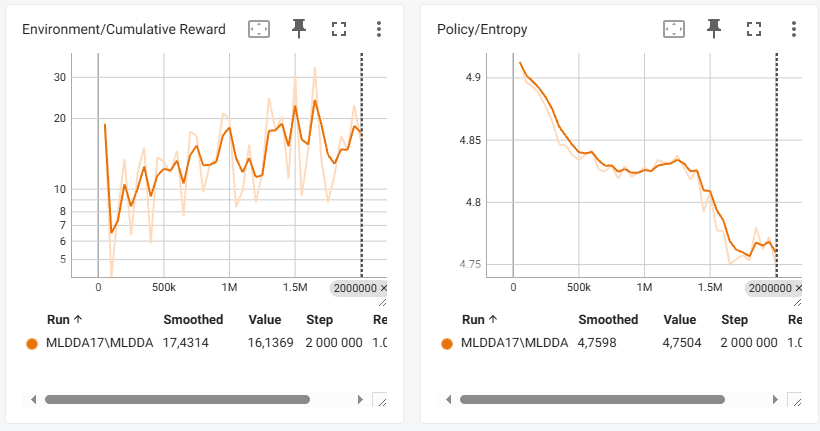 Environment/Cumulative Reward
30
20
10
8
7
6
5
0
500k
1M
1.5M
2000000 ×
Run ↑ Smoothed Value Step Re
MLDDA17\MLDDA 17,4314 16,1369 2 000 000 1.0
Policy/Entropy
4.9
4.85
4.8
4.75
0
500k
1M
1.5M
2000000 ×
Run ↑ Smoothed Value Step Re
MLDDA17\MLDDA 4,7598 4,7504 2 000 000 1.0